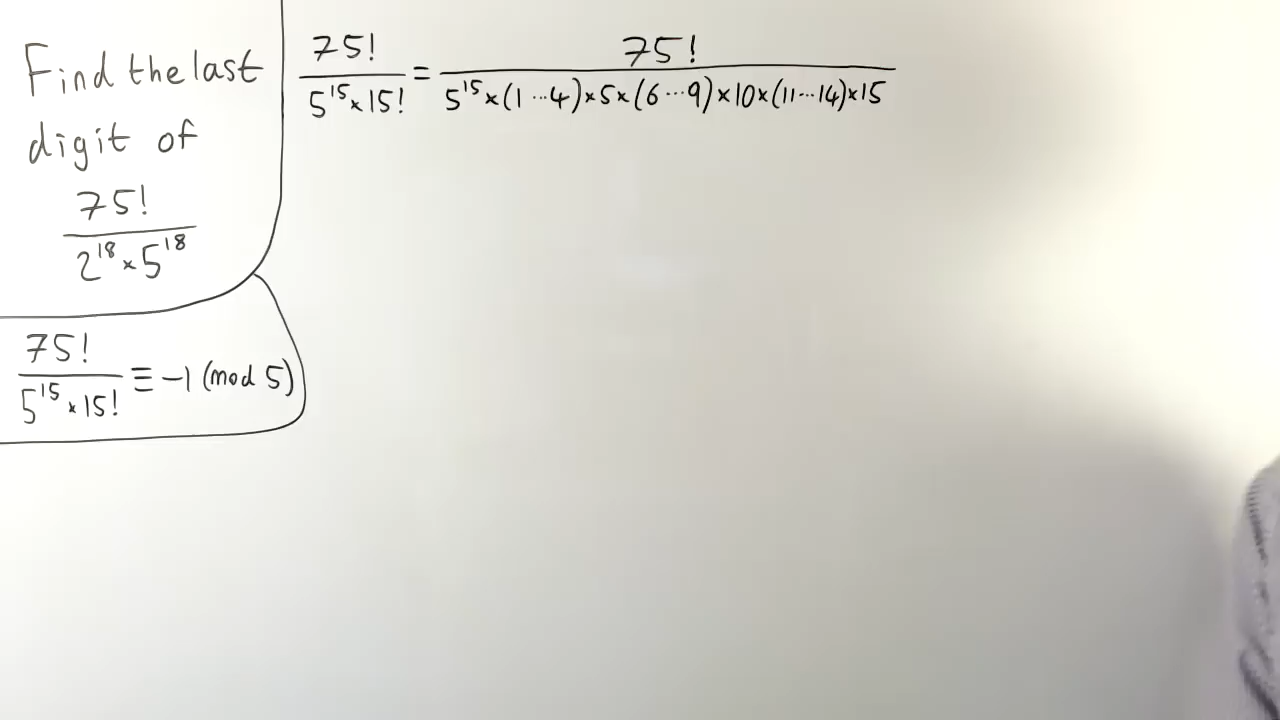 Find the last
digit of
75!
2^18 × 5^18
75!
5^15 × 15!
≡ -1 (mod 5)
75!
5^15 × 15!
=
75!
5^15 × (1 ... 4) × 5 × (6 ... 9) × 10 × (11 ... 14) × 15